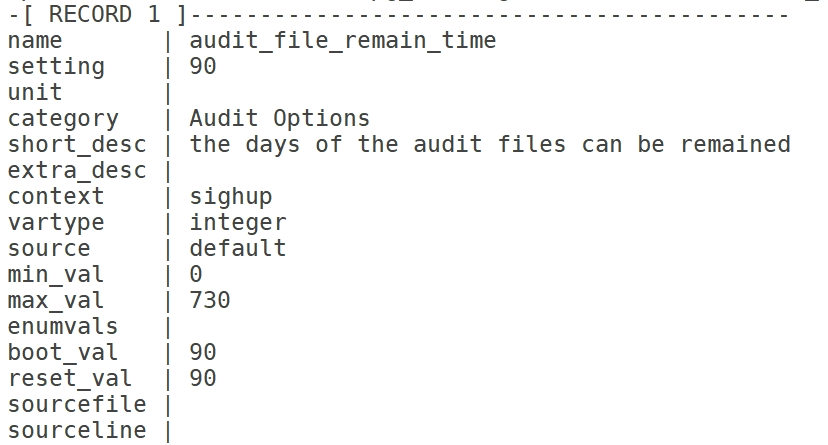 -[ RECORD 1 ]-------------------------------------------
name       | audit_file_remain_time
setting    | 90
unit       |
category   | Audit Options
short_desc | the days of the audit files can be remained
extra_desc |
context    | sighup
vartype    | integer
source     | default
min_val    | 0
max_val    | 730
enumvals   |
boot_val   | 90
reset_val  | 90
sourcefile |
sourceline |